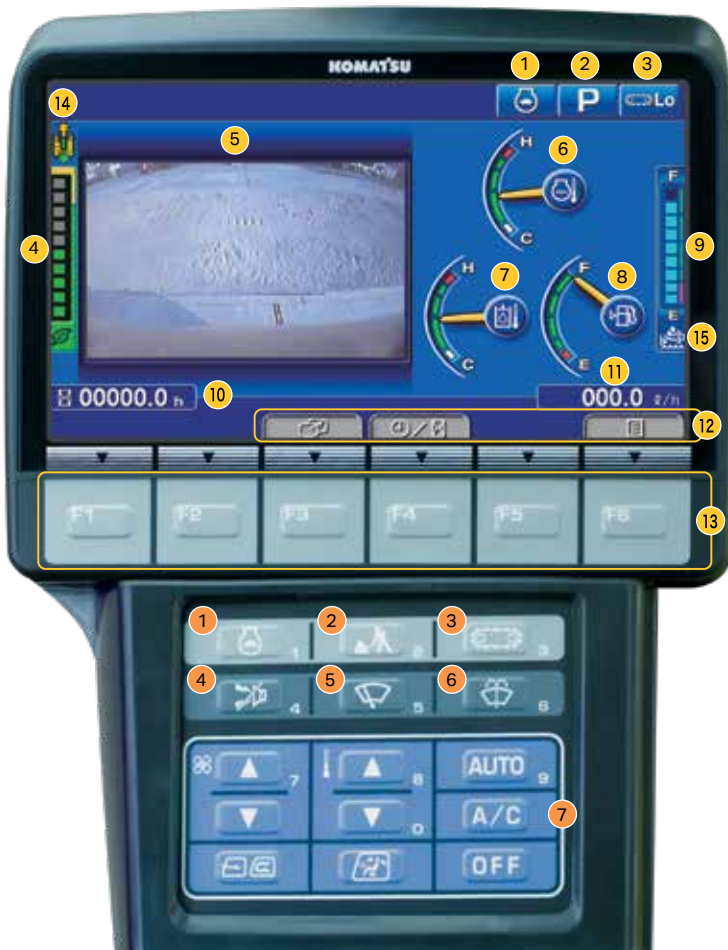 KOMATSU
1 2 3
P
Lo
14
5
6
H
F
4
C
9
7
8
H
F
C
E
E
15
11
00000.0 h
10
000.0 ℓ/h
12
F1 F2 F3 F4 F5 F6
13
1 2 3
1 2 3
4 5 6
4 5 6
7 8 AUTO 9
0 A/C 7
OFF